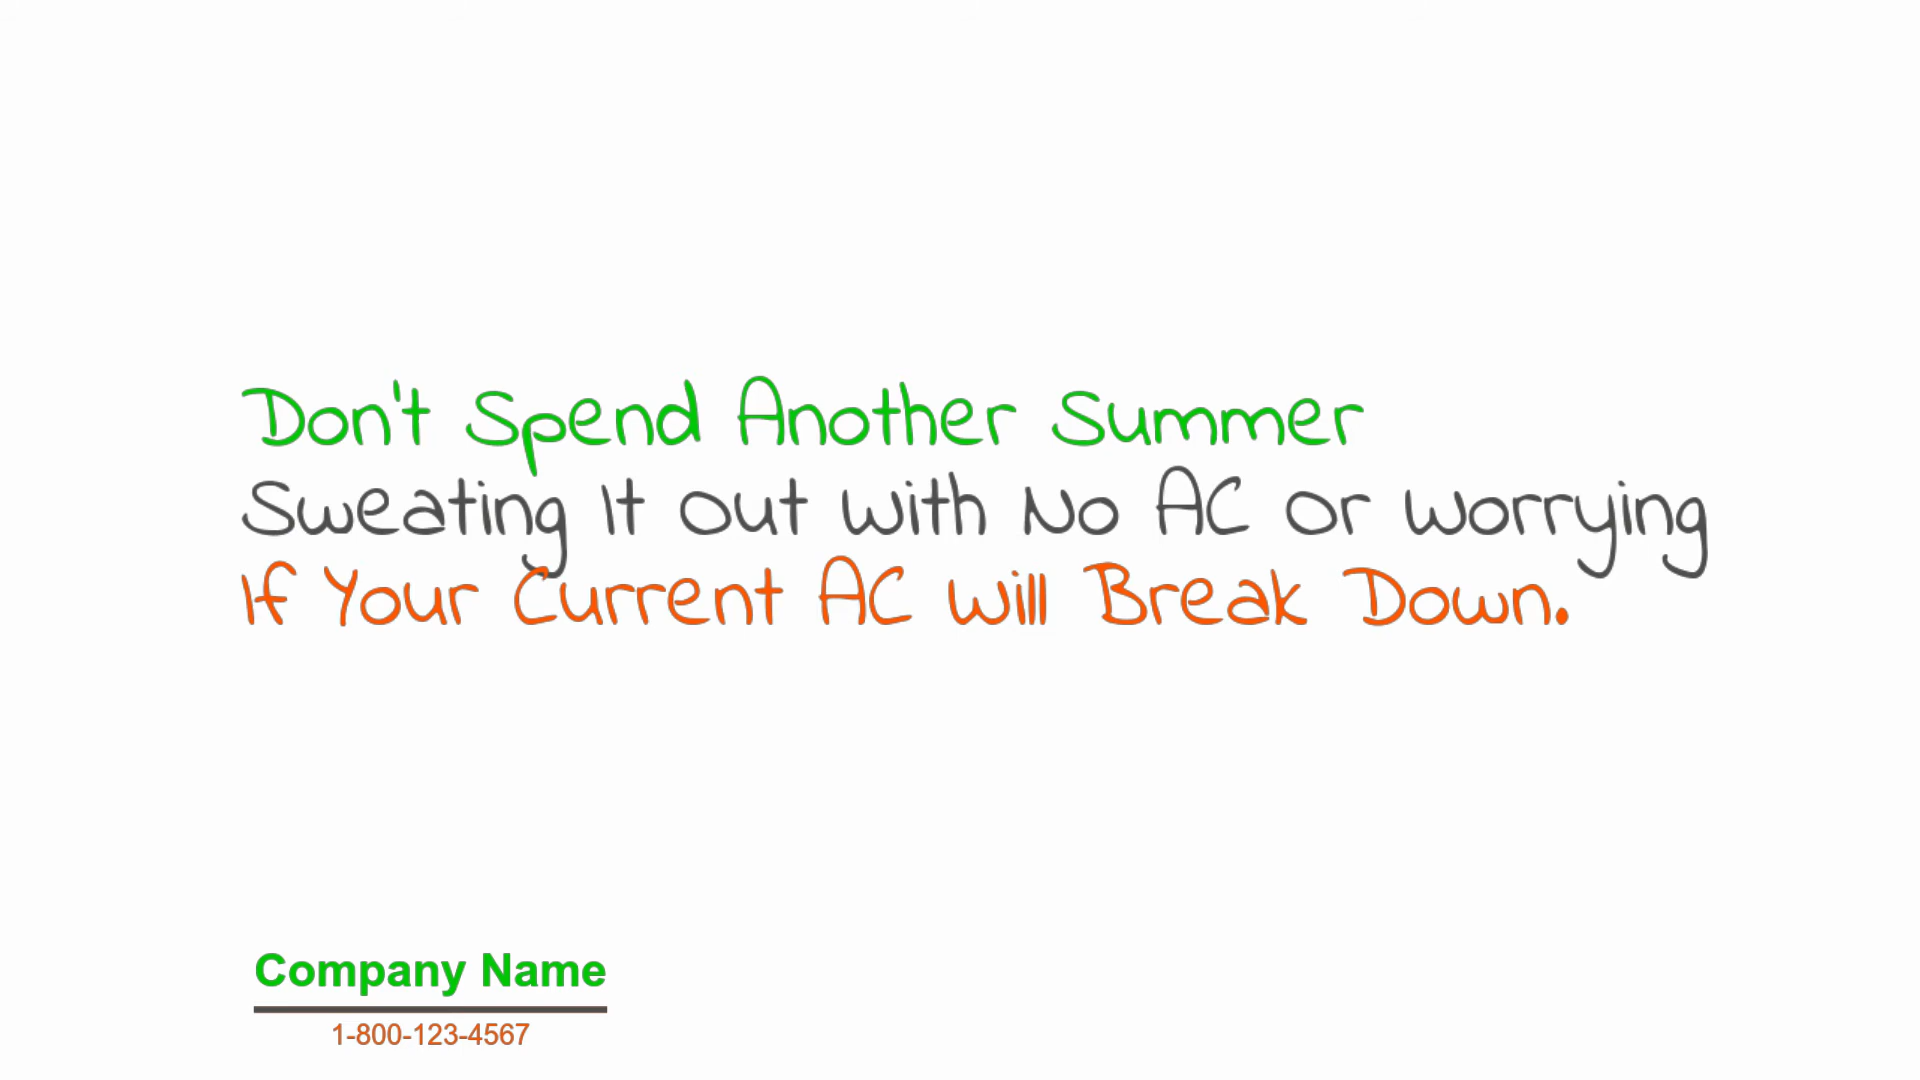 Don't Spend Another Summer
Sweating It Out With No AC Or Worrying
If Your Current AC Will Break Down.
Company Name
1-800-123-4567